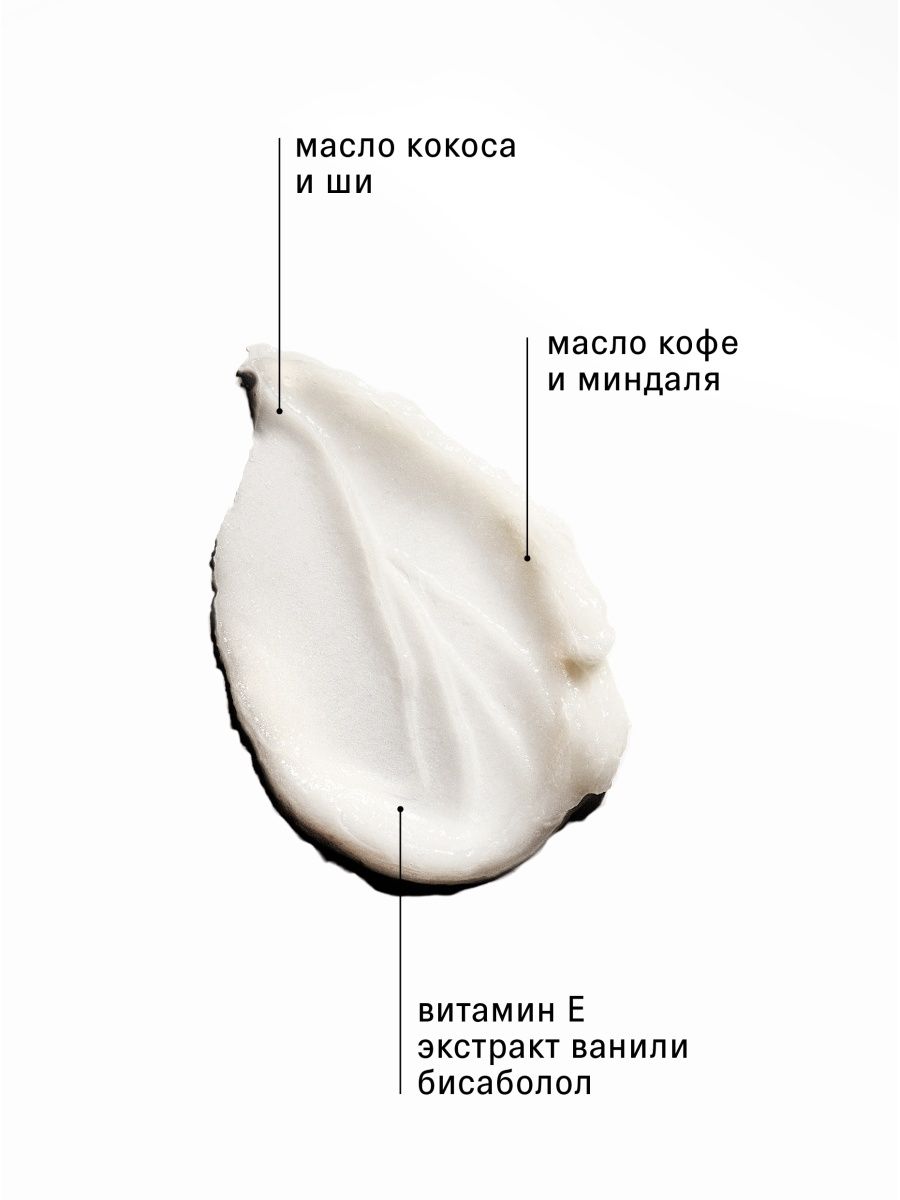 масло кокоса
и ши
масло кофе
и миндаля
витамин Е
экстракт ванили
бисаболол